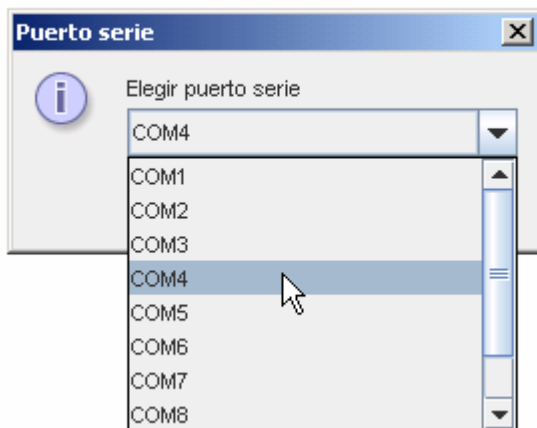 Puerto serie
Elegir puerto serie
COM4
COM1
COM2
COM3
COM4
COM5
COM6
COM7
COM8